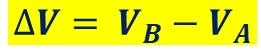 ΔV = V_B − V_A